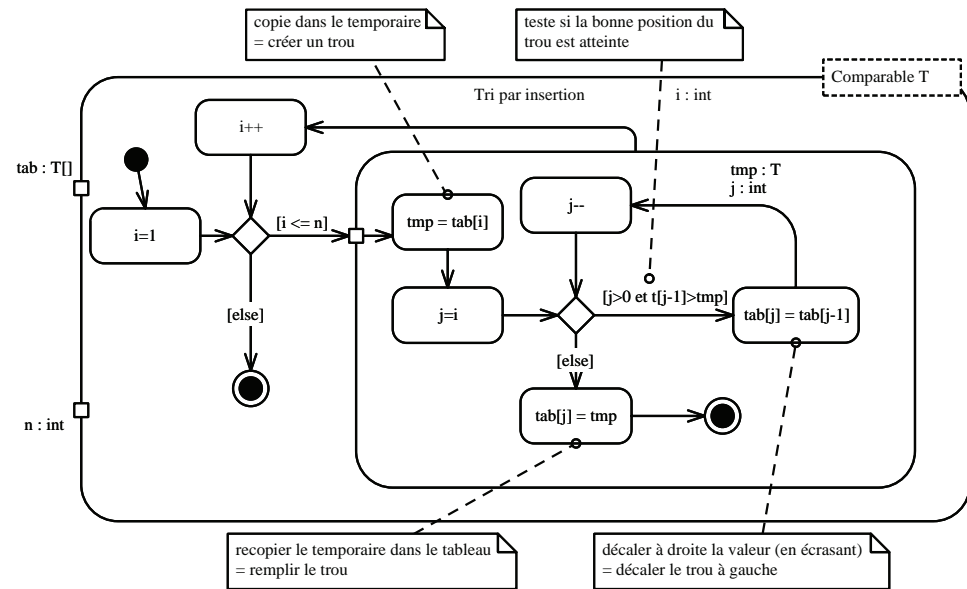 copie dans le temporaire
= créer un trou
teste si la bonne position du
trou est atteinte
Comparable T
Tri par insertion
i : int
i++
tab : T[]
tmp : T
j : int
i=1
[i <= n]
tmp = tab[i]
j--
[else]
j=i
[j>0 et t[j-1]>tmp]
tab[j] = tab[j-1]
[else]
n : int
tab[j] = tmp
recopier le temporaire dans le tableau
= remplir le trou
décaler à droite la valeur (en écrasant)
= décaler le trou à gauche